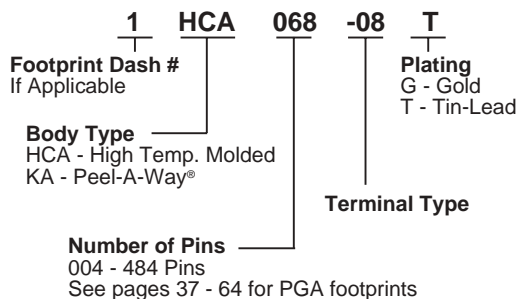 1 HCA 068 -08 T
Footprint Dash #
If Applicable
Plating
G - Gold
T - Tin-Lead
Body Type
HCA - High Temp. Molded
KA - Peel-A-Way®
Terminal Type
Number of Pins
004 - 484 Pins
See pages 37 - 64 for PGA footprints